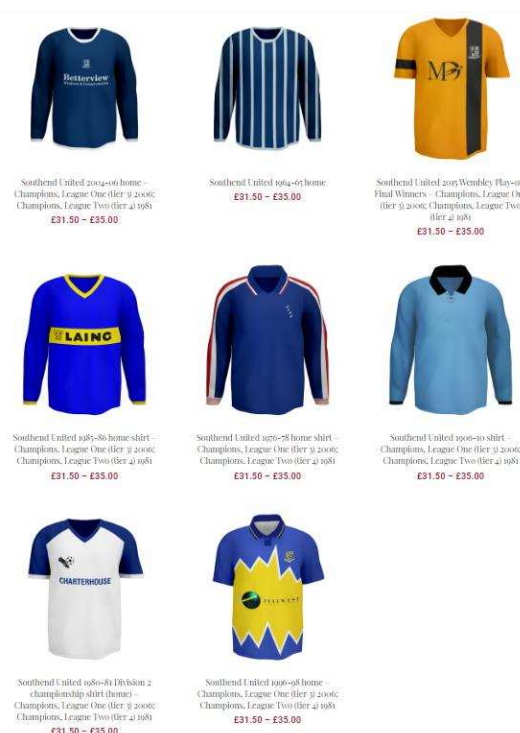 Betterview
MD
Southend United 2004-06 home –
Champions, League One (tier 3) 2006;
Champions, League Two (tier 4) 1981
£31.50 – £35.00
Southend United 1964-65 home
£31.50 – £35.00
Southend United 2015 Wembley Play-o
Final Winners – Champions, League On
(tier 3) 2006; Champions, League Two
(tier 4) 1981
£31.50 – £35.00
LAING
Southend United 1985-86 home shirt –
Champions, League One (tier 3) 2006;
Champions, League Two (tier 4) 1981
£31.50 – £35.00
Southend United 1976-78 home shirt –
Champions, League One (tier 3) 2006;
Champions, League Two (tier 4) 1981
£31.50 – £35.00
Southend United 1906-10 shirt –
Champions, League One (tier 3) 2006;
Champions, League Two (tier 4) 1981
£31.50 – £35.00
CHARTERHOUSE
Southend United 1980-81 Division 2
championship shirt (home) –
Champions, League One (tier 3) 2006;
Champions, League Two (tier 4) 1981
£31.50 – £35.00
Southend United 1996-98 home –
Champions, League One (tier 3) 2006;
Champions, League Two (tier 4) 1981
£31.50 – £35.00